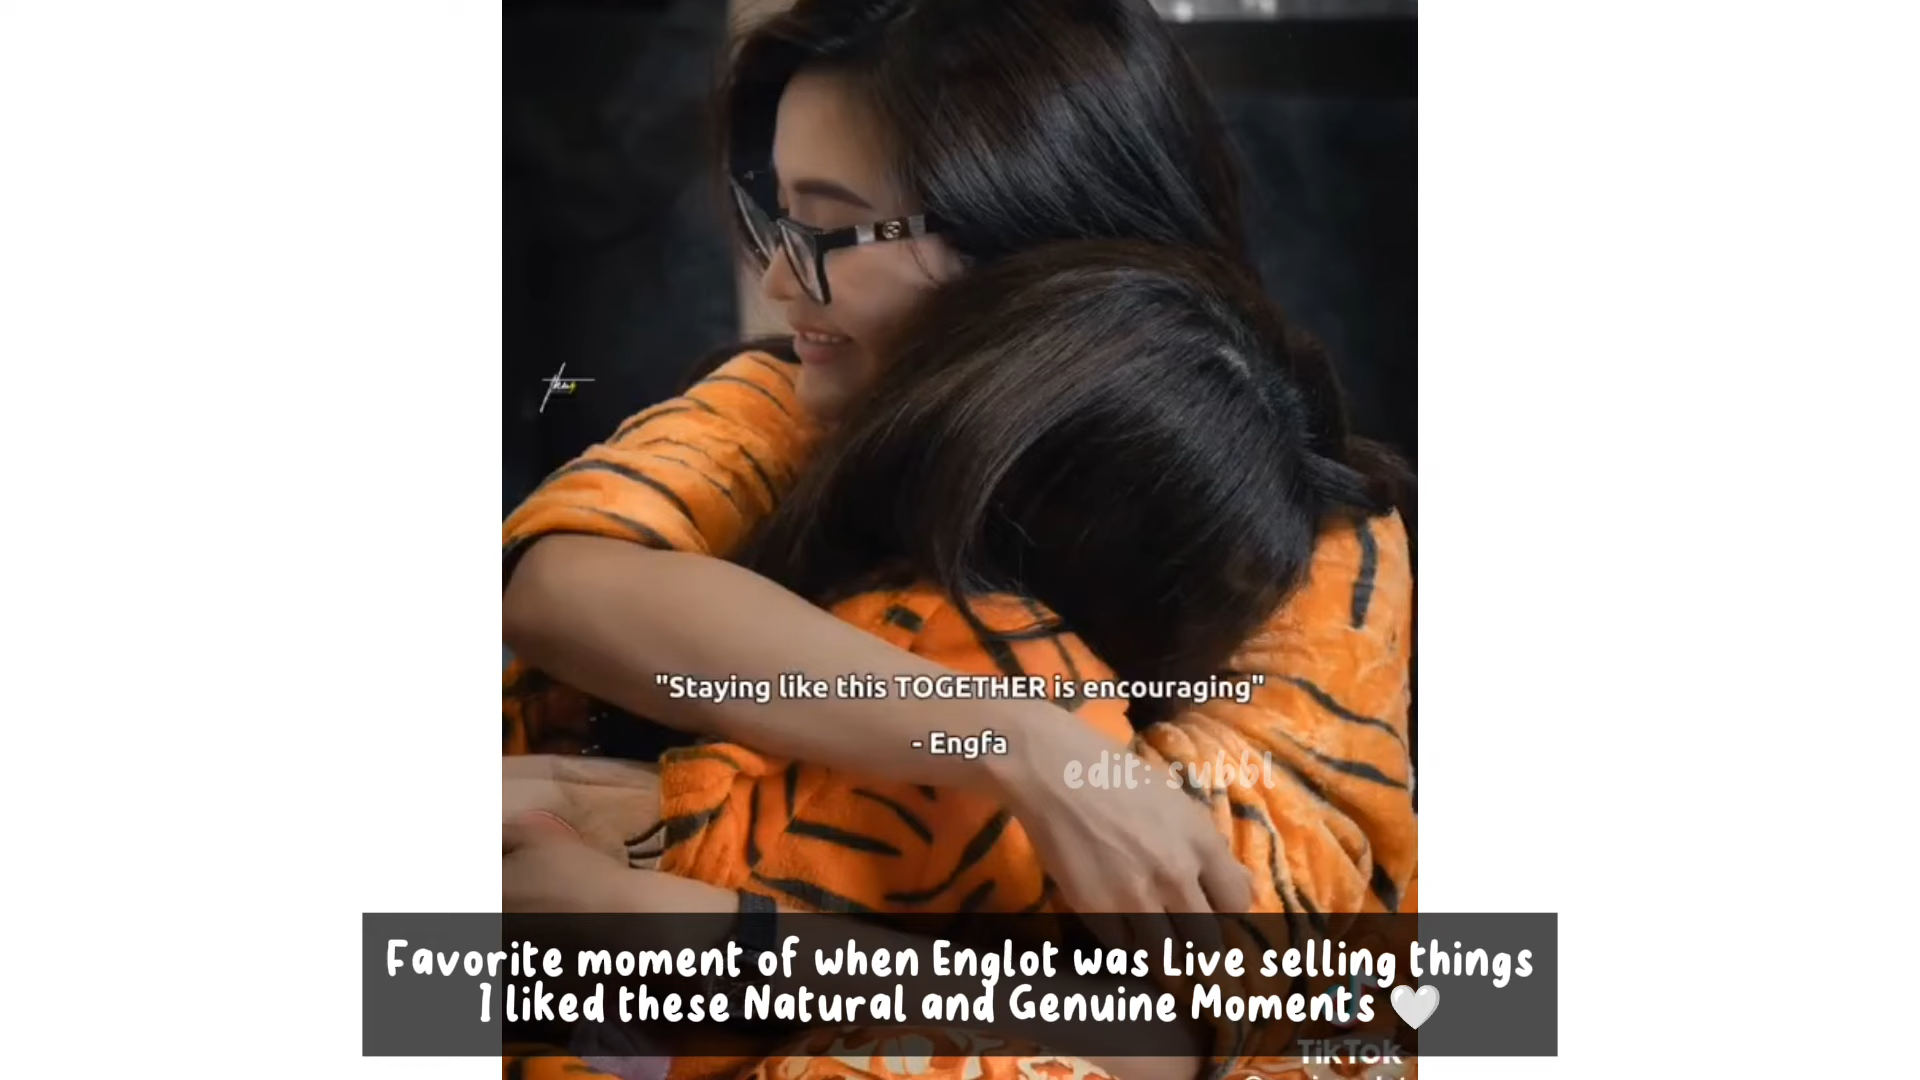 "Staying like this TOGETHER is encouraging"
- Engfa
edit: subbl
Favorite moment of when Englot was Live selling things
I liked these Natural and Genuine Moments 🤍
TikTok